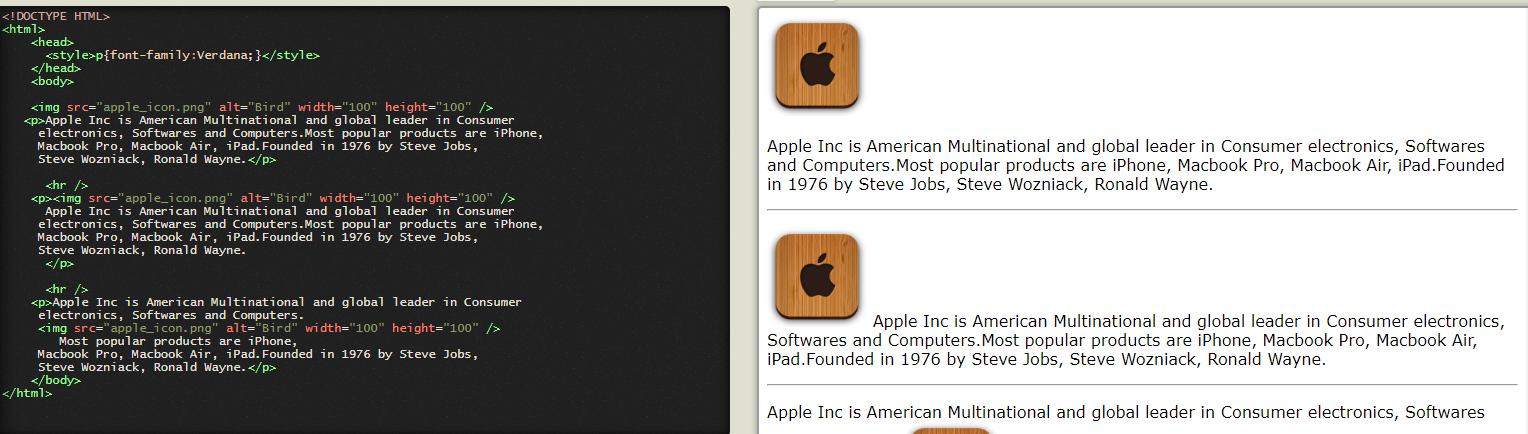 <!DOCTYPE HTML>
<html>
<head>
<style>p{font-family:Verdana;}</style>
</head>
<body>
<img src="apple_icon.png" alt="Bird" width="100" height="100" />
<p>Apple Inc is American Multinational and global leader in Consumer
electronics, Softwares and Computers.Most popular products are iPhone,
Macbook Pro, Macbook Air, iPad.Founded in 1976 by Steve Jobs,
Steve Wozniack, Ronald Wayne.</p>
<hr />
<p><img src="apple_icon.png" alt="Bird" width="100" height="100" />
Apple Inc is American Multinational and global leader in Consumer
electronics, Softwares and Computers.Most popular products are iPhone,
Macbook Pro, Macbook Air, iPad.Founded in 1976 by Steve Jobs,
Steve Wozniack, Ronald Wayne.
</p>
<hr />
<p>Apple Inc is American Multinational and global leader in Consumer
electronics, Softwares and Computers.
<img src="apple_icon.png" alt="Bird" width="100" height="100" />
Most popular products are iPhone,
Macbook Pro, Macbook Air, iPad.Founded in 1976 by Steve Jobs,
Steve Wozniack, Ronald Wayne.</p>
</body>
</html>
Apple Inc is American Multinational and global leader in Consumer electronics, Softwares
and Computers.Most popular products are iPhone, Macbook Pro, Macbook Air, iPad.Founded
in 1976 by Steve Jobs, Steve Wozniack, Ronald Wayne.
Apple Inc is American Multinational and global leader in Consumer electronics,
Softwares and Computers.Most popular products are iPhone, Macbook Pro, Macbook Air,
iPad.Founded in 1976 by Steve Jobs, Steve Wozniack, Ronald Wayne.
Apple Inc is American Multinational and global leader in Consumer electronics, Softwares